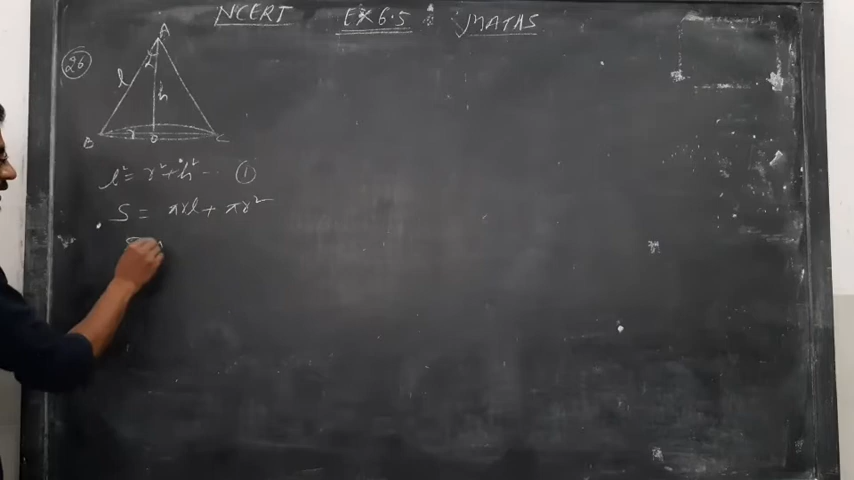 NCERT EX 6.5 : MATHS
26
A
l
h
B
r
O
C
l² = r² + h² ... ①
S = πrl + πr²